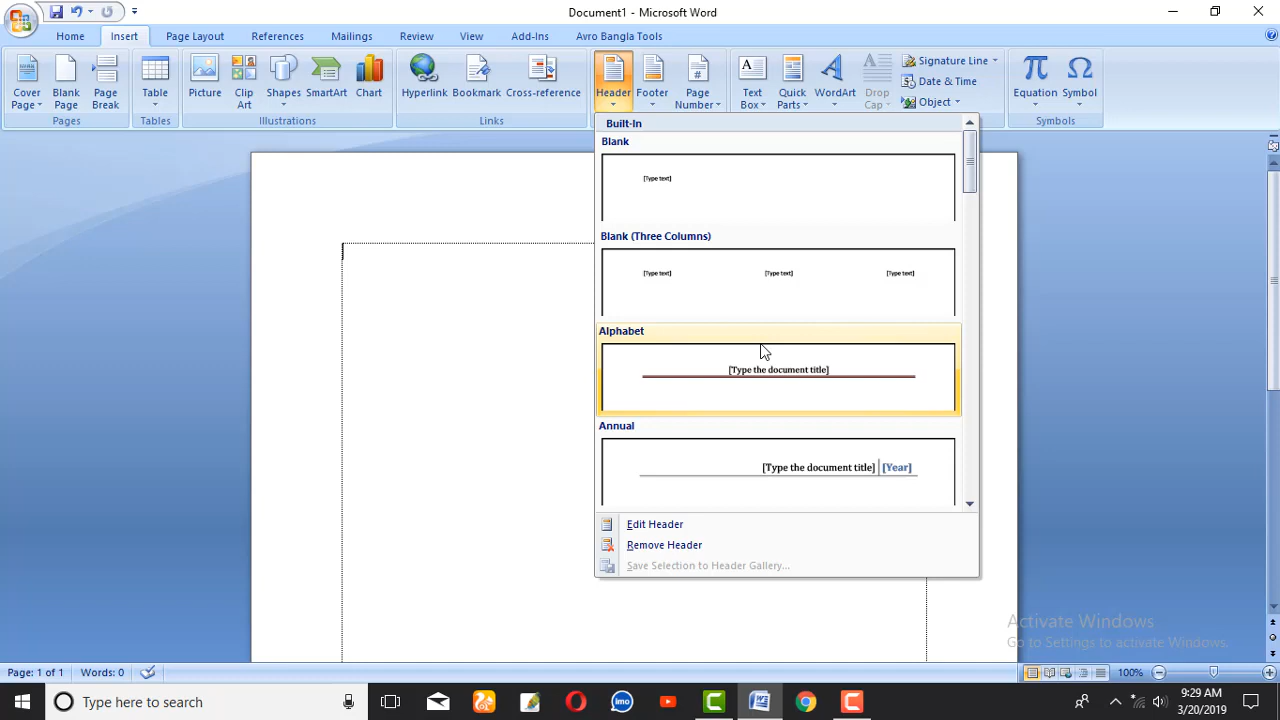 Document1 - Microsoft Word
Home Insert Page Layout References Mailings Review View Add-Ins Avro Bangla Tools
Cover Page Blank Page Page Break
Table
Picture Clip Art Shapes SmartArt Chart
Hyperlink Bookmark Cross-reference
Header Footer Page Number
Text Box Quick Parts WordArt Drop Cap
Signature Line
Date & Time
Object
Equation Symbol
Pages Tables Illustrations Links Symbols
Built-In
Blank
[Type text]
Blank (Three Columns)
[Type text] [Type text] [Type text]
Alphabet
[Type the document title]
Annual
[Type the document title] [Year]
Edit Header
Remove Header
Save Selection to Header Gallery...
Activate Windows
Go to Settings to activate Windows.
Page: 1 of 1 Words: 0 100%
Type here to search
imo
9:29 AM
3/20/2019